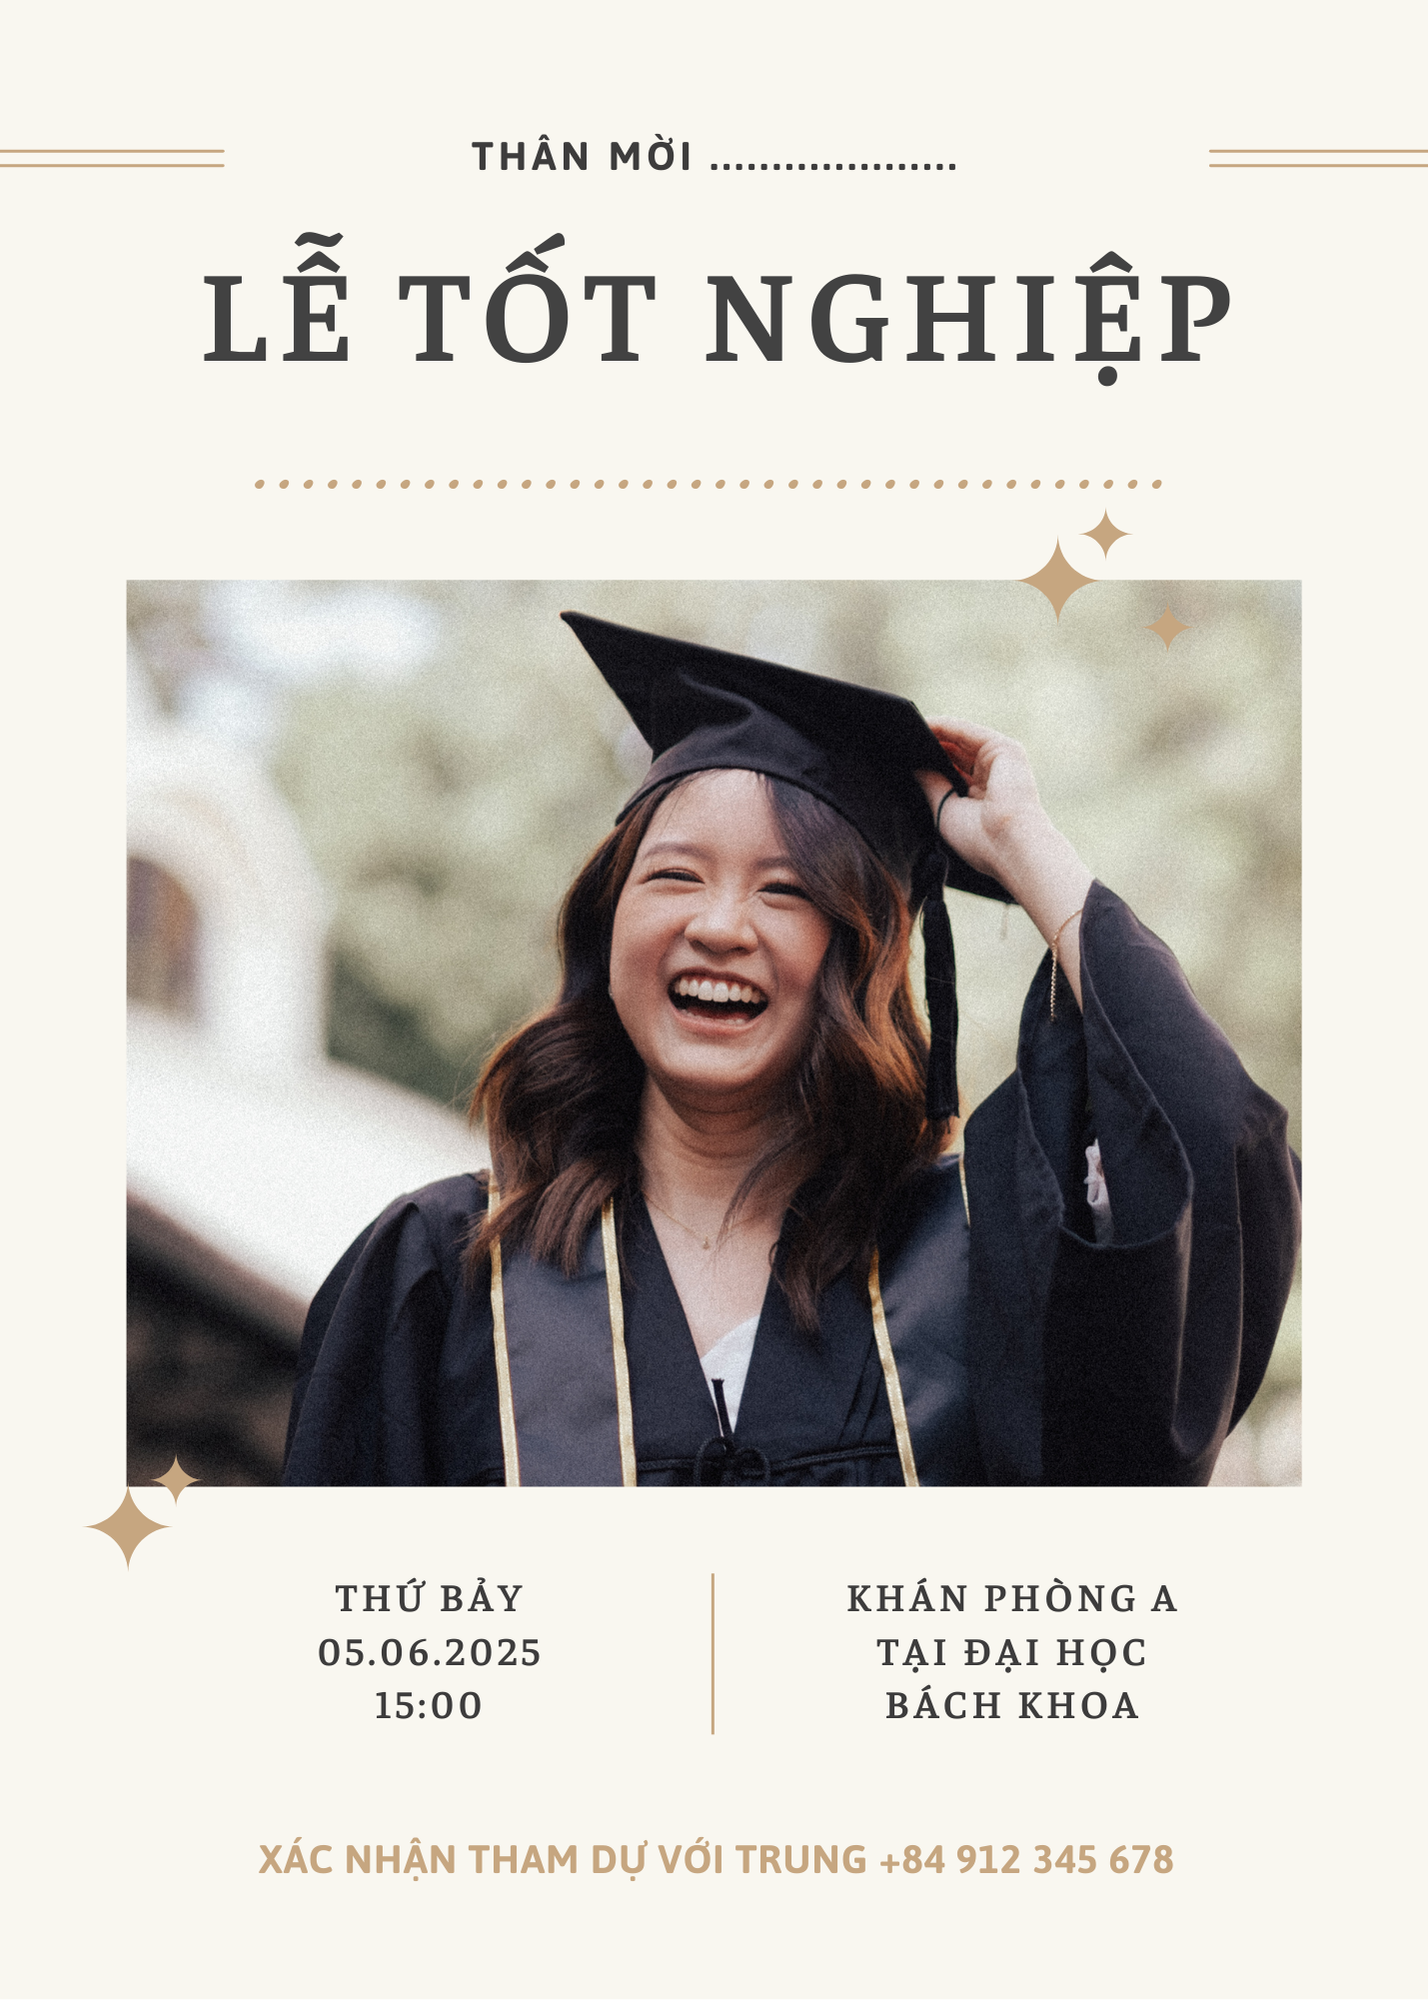 THÂN MỜI ....................
LỄ TỐT NGHIỆP
THỨ BẢY
05.06.2025
15:00
KHÁN PHÒNG A
TẠI ĐẠI HỌC
BÁCH KHOA
XÁC NHẬN THAM DỰ VỚI TRUNG +84 912 345 678